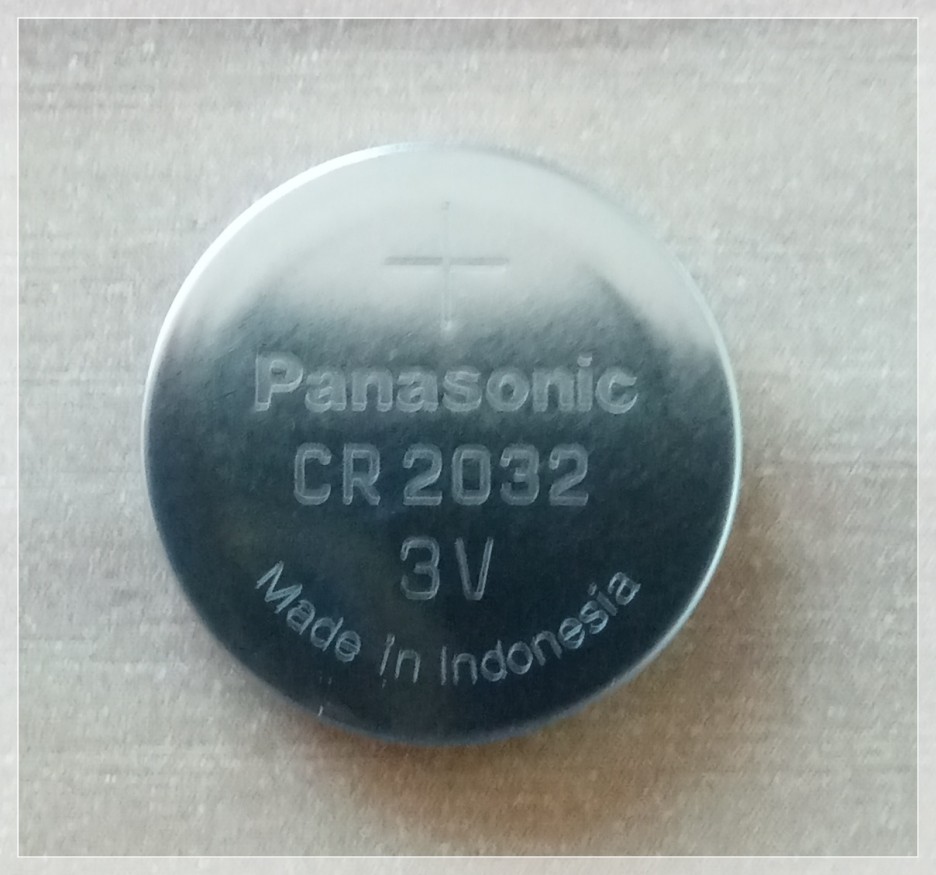 +
Panasonic
CR 2032
3V
Made in Indonesia